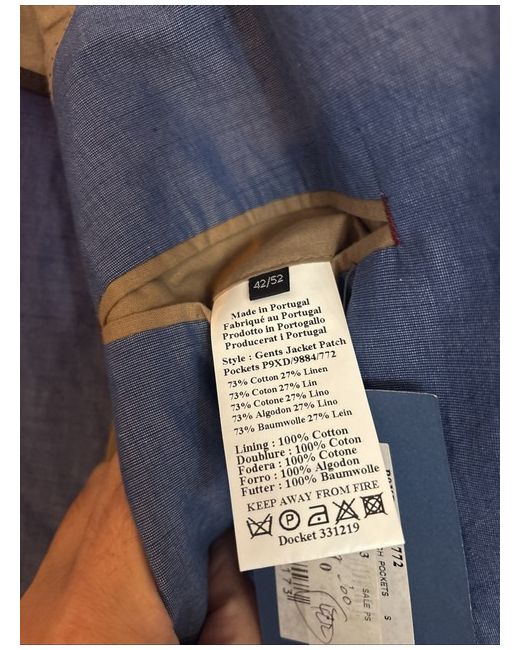 42/52
Made in Portugal
Fabriqué au Portugal
Prodotto in Portogallo
Producerat i Portugal
Style : Gents Jacket Patch
Pockets P9XD/9884/772
73% Cotton 27% Linen
73% Coton 27% Lin
73% Cotone 27% Lino
73% Algodon 27% Lino
73% Baumwolle 27% Lein
Lining : 100% Cotton
Doublure : 100% Coton
Fodera : 100% Cotone
Forro : 100% Algodon
Futter : 100% Baumwolle
KEEP AWAY FROM FIRE
P
Docket 331219
772
POCKETS S
SALE PS